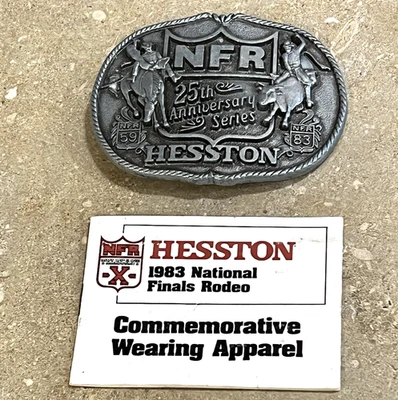 NFR
25th
Anniversary
Series
NFR
59
NFR
83
HESSTON
NFR
X
HESSTON
1983 National
Finals Rodeo
Commemorative
Wearing Apparel